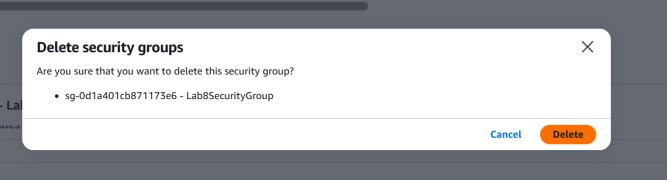 Delete security groups
Are you sure that you want to delete this security group?
• sg-0d1a401cb871173e6 - Lab8SecurityGroup
- Lab
Cancel Delete